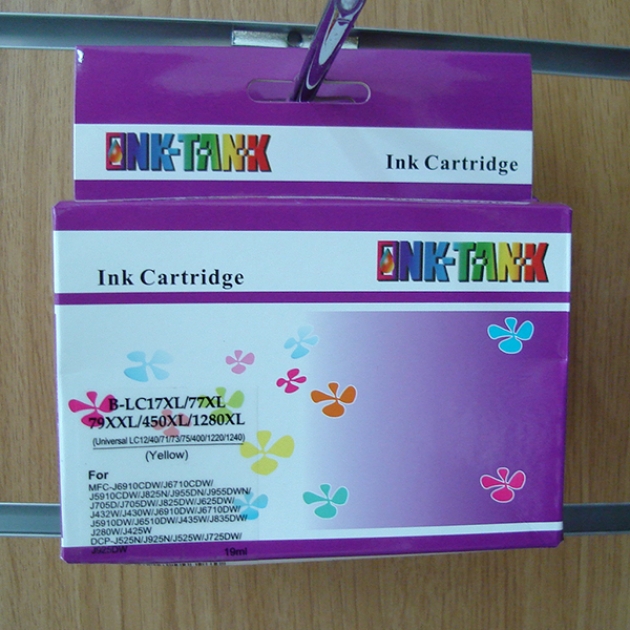 INK-TANK
Ink Cartridge
INK-TANK
Ink Cartridge
B-LC17XL/77XL
79XXL/450XL/1280XL
(Universal LC12/40/71/73/75/400/1220/1240)
(Yellow)
For
MFC-J6910CDW/J6710CDW/
J5910CDW/J825N/J955DN/J955DWN/
J705D/J705DW/J825DW/J625DW/
J432W/J430W/J6910DW/J6710DW/
J5910DW/J6510DW/J435W/J835DW/
J280W/J425W
DCP-J525N/J925N/J525W/J725DW/
J925DW 19ml